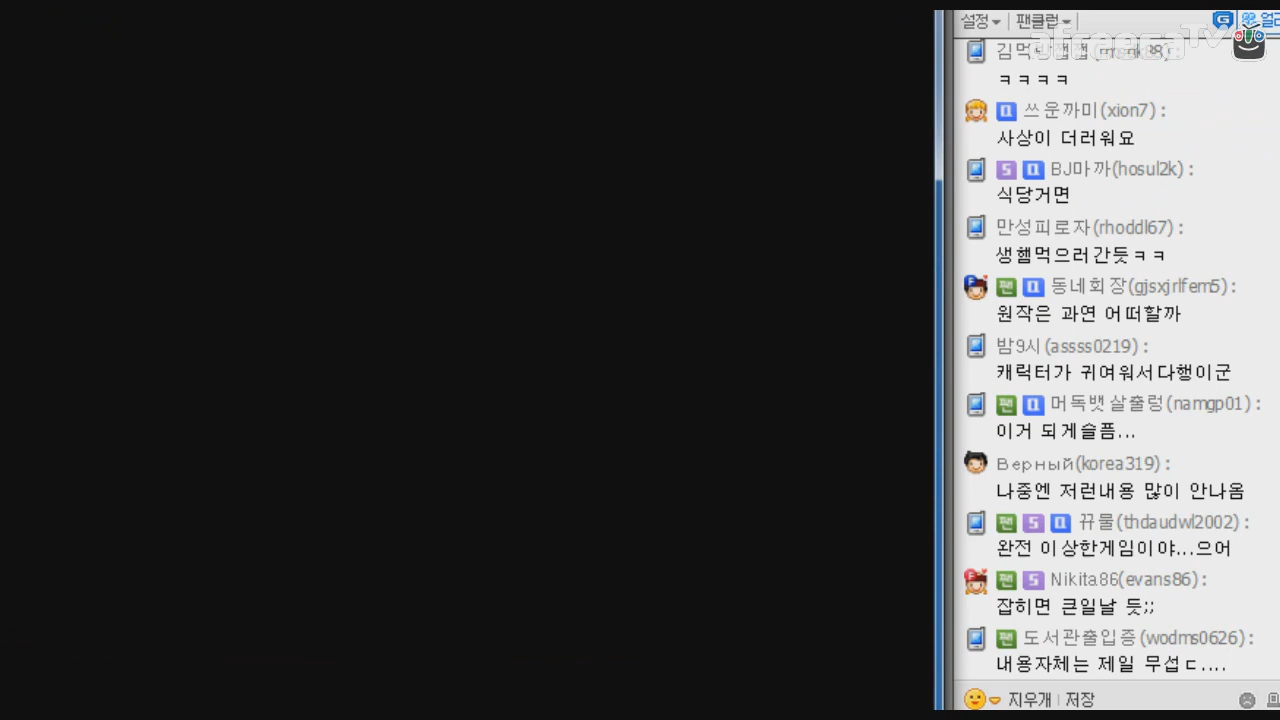 설정 팬클럽
afreecaTV
ㅋㅋㅋㅋ
쓰운까미(xion7) :
사상이 더러워요
BJ마까(hosul2k) :
식당거면
만성피로자(rhoddl67) :
생햄먹으러간듯ㅋㅋ
동네회장(gjsxjrlfem5) :
원작은 과연 어떠할까
밤9시(assss0219) :
캐릭터가 귀여워서다행이군
머독뱃살출렁(namgp01) :
이거 되게슬픔...
Верный(korea319) :
나중엔 저런내용 많이 안나옴
뀨물(thdaudwl2002) :
완전 이상한게임이야...으어
Nikita86(evans86) :
잡히면 큰일날 듯;;
도서관출입증(wodms0626) :
내용자체는 제일 무섭ㄷ....
지우개 저장